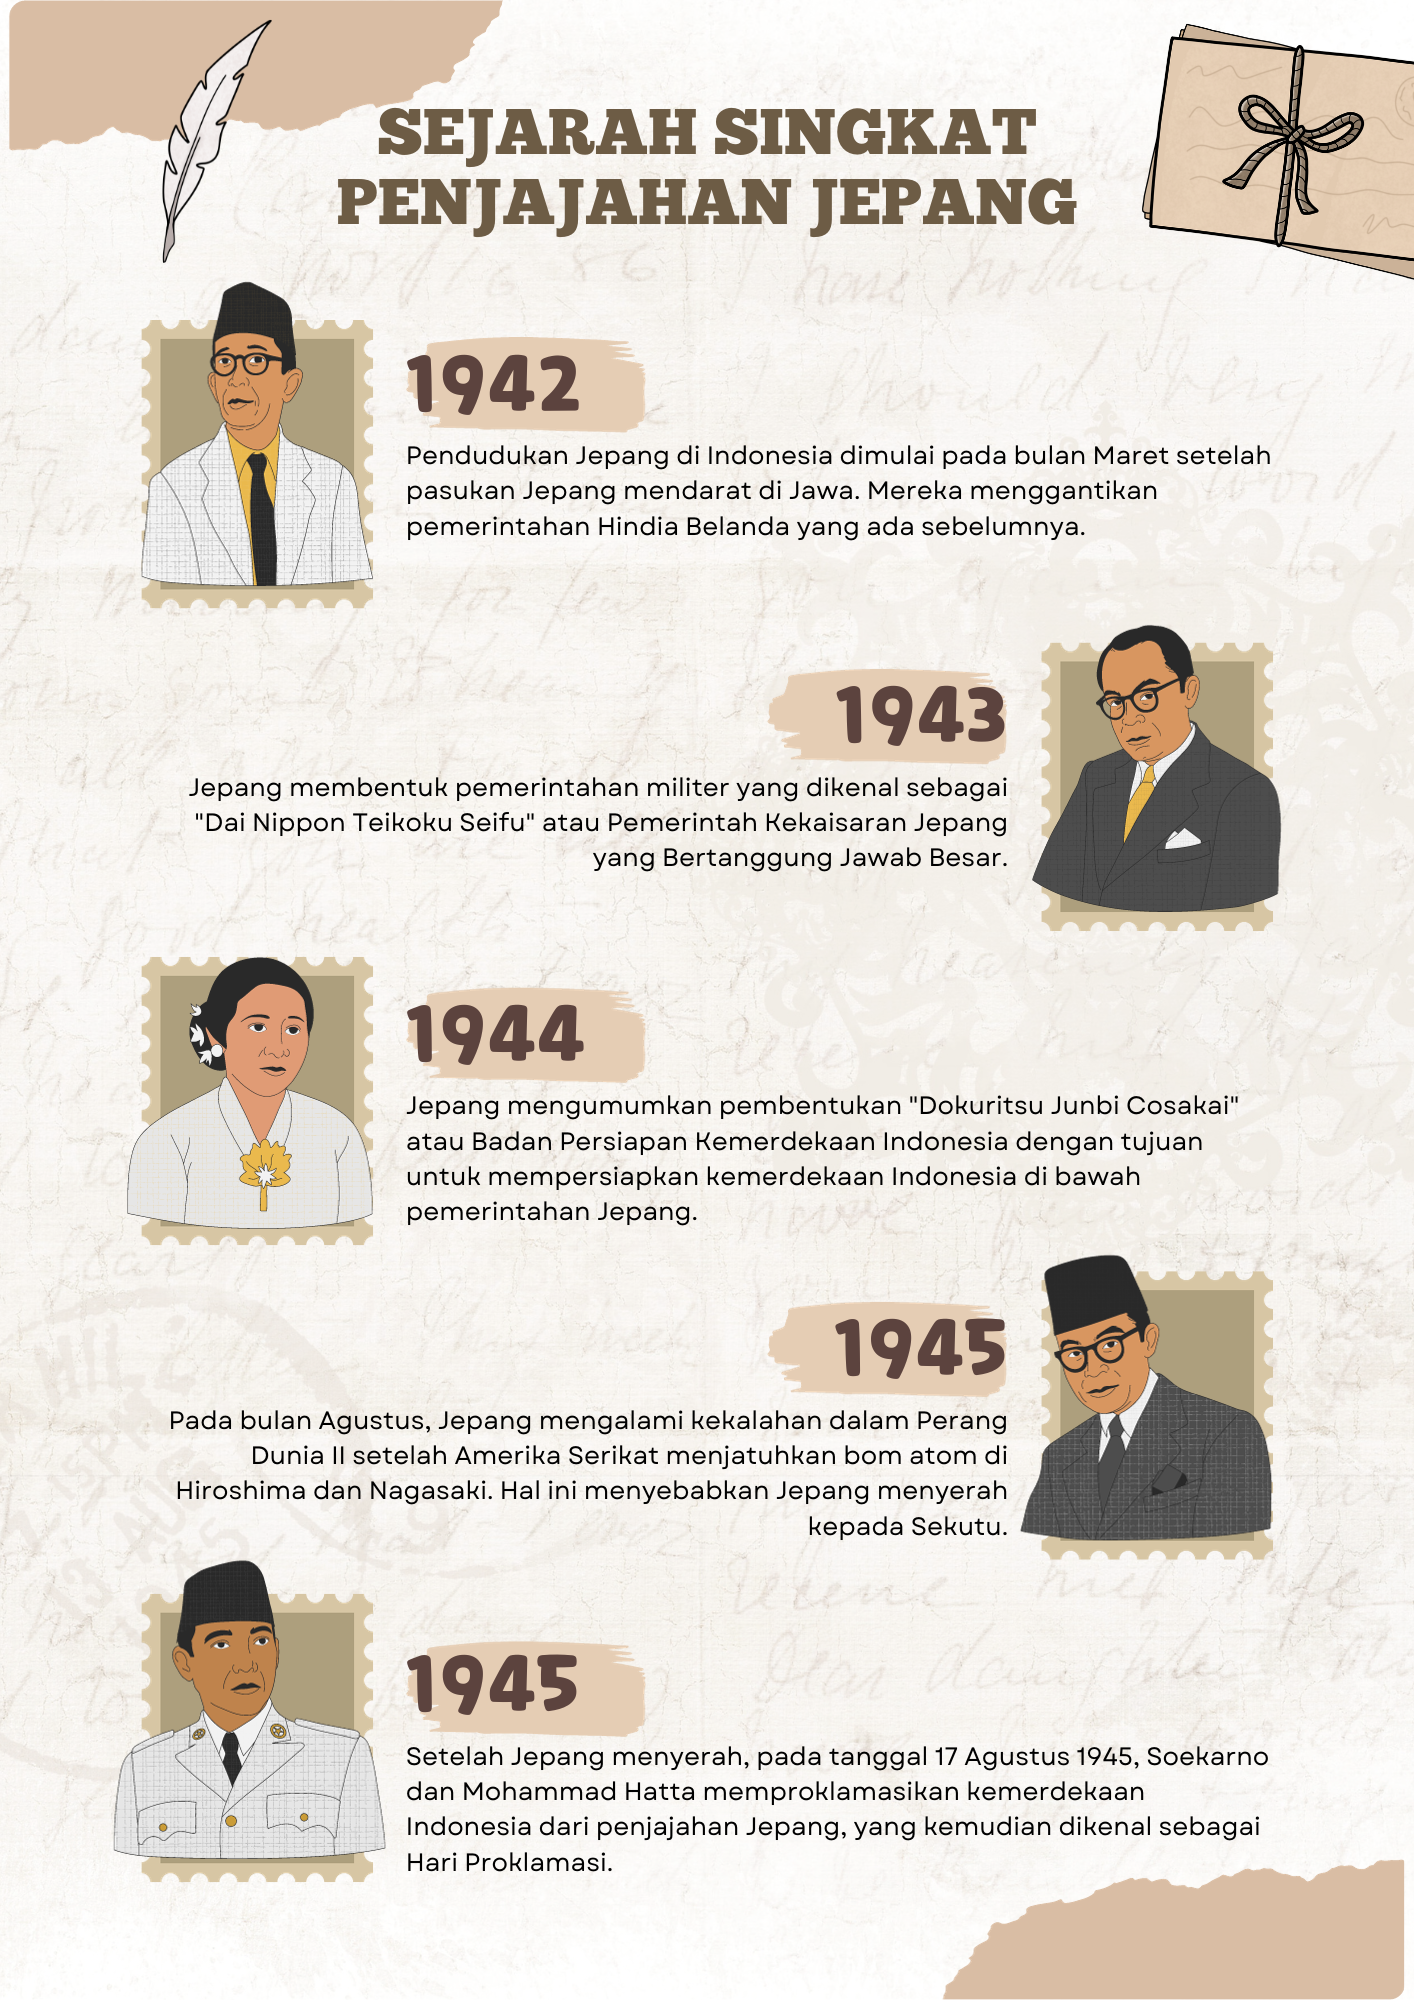 SEJARAH SINGKAT
PENJAJAHAN JEPANG
1942
Pendudukan Jepang di Indonesia dimulai pada bulan Maret setelah
pasukan Jepang mendarat di Jawa. Mereka menggantikan
pemerintahan Hindia Belanda yang ada sebelumnya.
1943
Jepang membentuk pemerintahan militer yang dikenal sebagai
"Dai Nippon Teikoku Seifu" atau Pemerintah Kekaisaran Jepang
yang Bertanggung Jawab Besar.
1944
Jepang mengumumkan pembentukan "Dokuritsu Junbi Cosakai"
atau Badan Persiapan Kemerdekaan Indonesia dengan tujuan
untuk mempersiapkan kemerdekaan Indonesia di bawah
pemerintahan Jepang.
1945
Pada bulan Agustus, Jepang mengalami kekalahan dalam Perang
Dunia II setelah Amerika Serikat menjatuhkan bom atom di
Hiroshima dan Nagasaki. Hal ini menyebabkan Jepang menyerah
kepada Sekutu.
1945
Setelah Jepang menyerah, pada tanggal 17 Agustus 1945, Soekarno
dan Mohammad Hatta memproklamasikan kemerdekaan
Indonesia dari penjajahan Jepang, yang kemudian dikenal sebagai
Hari Proklamasi.